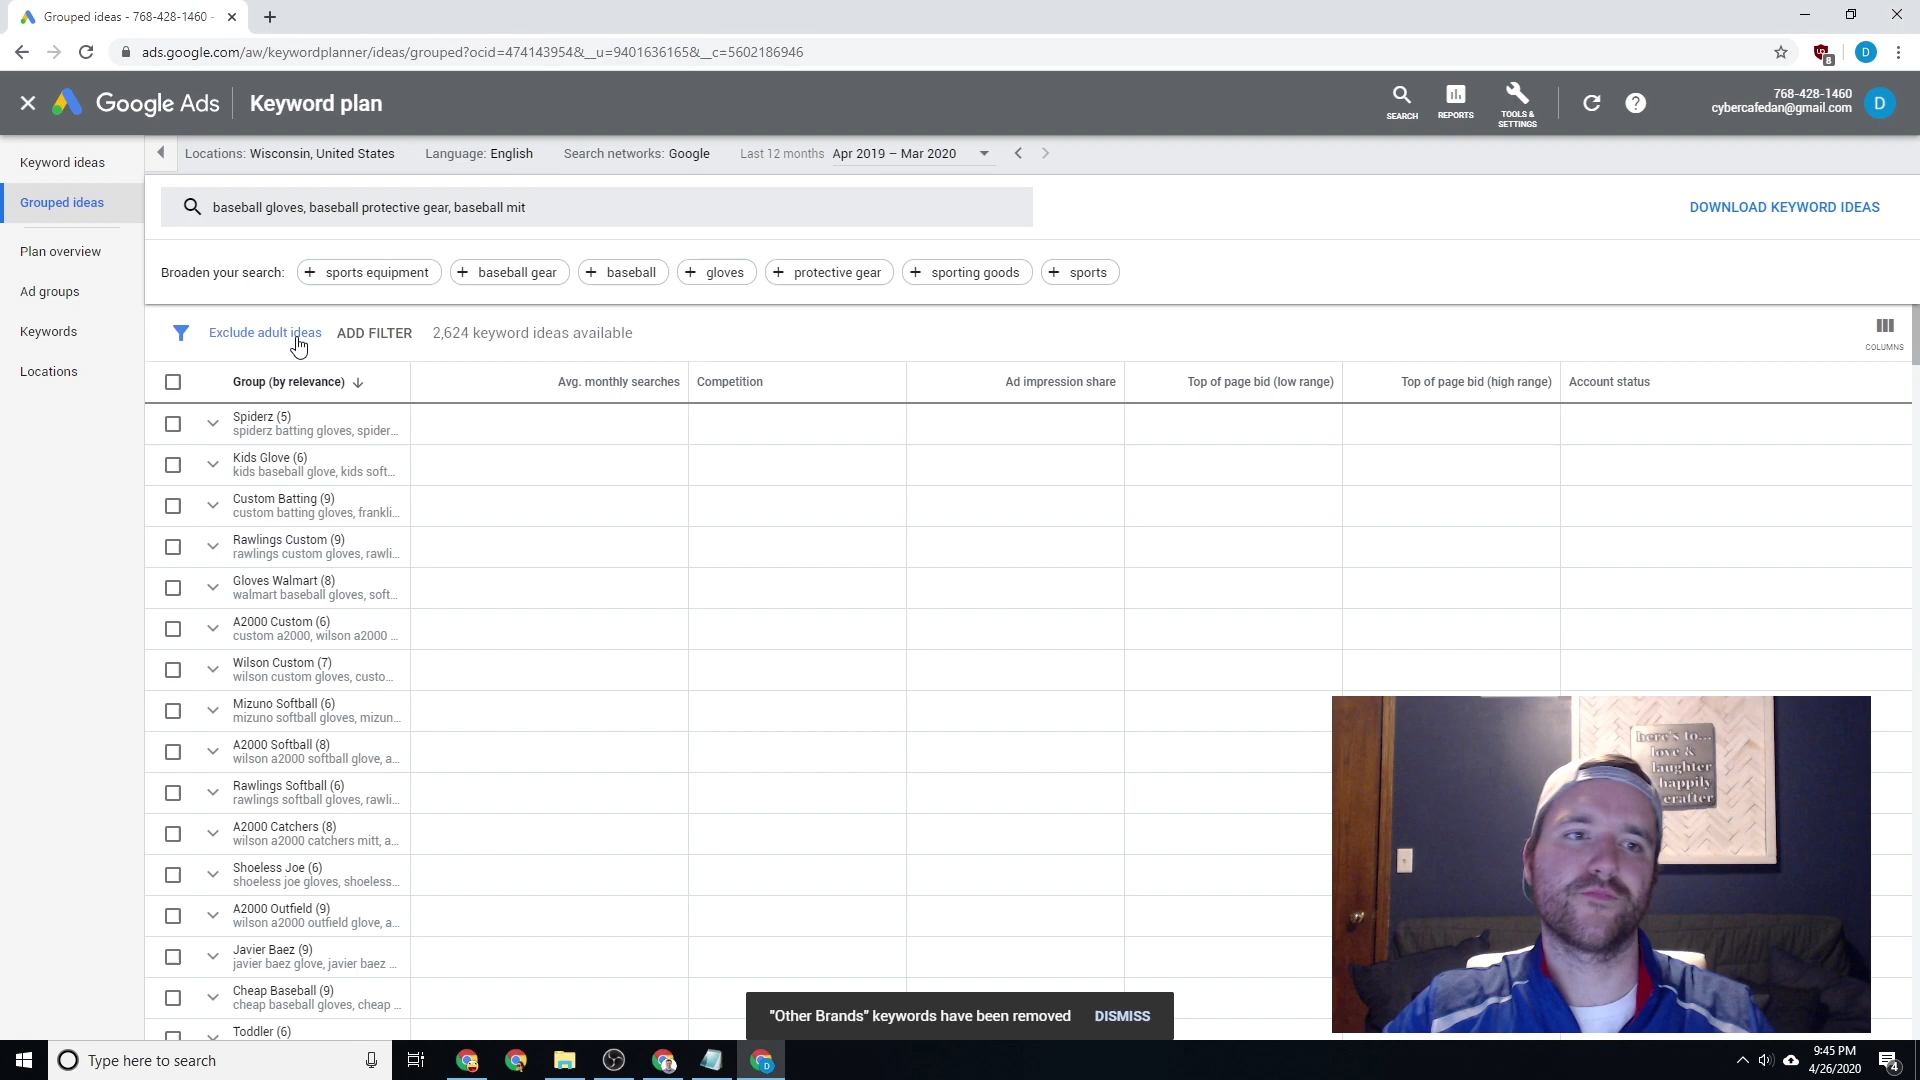 Grouped ideas - 768-428-1460 -
ads.google.com/aw/keywordplanner/ideas/grouped?ocid=474143954&__u=9401636165&__c=5602186946
8
D
Google Ads
Keyword plan
SEARCH
REPORTS
TOOLS &
SETTINGS
768-428-1460
cybercafedan@gmail.com
D
Keyword ideas
Grouped ideas
Plan overview
Ad groups
Keywords
Locations
Locations: Wisconsin, United States
Language: English
Search networks: Google
Last 12 months
Apr 2019 – Mar 2020
baseball gloves, baseball protective gear, baseball mit
DOWNLOAD KEYWORD IDEAS
Broaden your search:
+ sports equipment
+ baseball gear
+ baseball
+ gloves
+ protective gear
+ sporting goods
+ sports
Exclude adult ideas
ADD FILTER
2,624 keyword ideas available
COLUMNS
Group (by relevance)
Avg. monthly searches
Competition
Ad impression share
Top of page bid (low range)
Top of page bid (high range)
Account status
Spiderz (5)
spiderz batting gloves, spider...
Kids Glove (6)
kids baseball glove, kids soft...
Custom Batting (9)
custom batting gloves, frankli...
Rawlings Custom (9)
rawlings custom gloves, rawli...
Gloves Walmart (8)
walmart baseball gloves, soft...
A2000 Custom (6)
custom a2000, wilson a2000 ...
Wilson Custom (7)
wilson custom gloves, custo...
Mizuno Softball (6)
mizuno softball gloves, mizun...
A2000 Softball (8)
wilson a2000 softball glove, a...
Rawlings Softball (6)
rawlings softball gloves, rawli...
A2000 Catchers (8)
wilson a2000 catchers mitt, a...
Shoeless Joe (6)
shoeless joe gloves, shoeless...
A2000 Outfield (9)
wilson a2000 outfield glove, a...
Javier Baez (9)
javier baez glove, javier baez ...
Cheap Baseball (9)
cheap baseball gloves, cheap ...
Toddler (6)
here's to...
love &
laughter
happily
crafter
"Other Brands" keywords have been removed
DISMISS
Type here to search
D
9:45 PM
4/26/2020
4